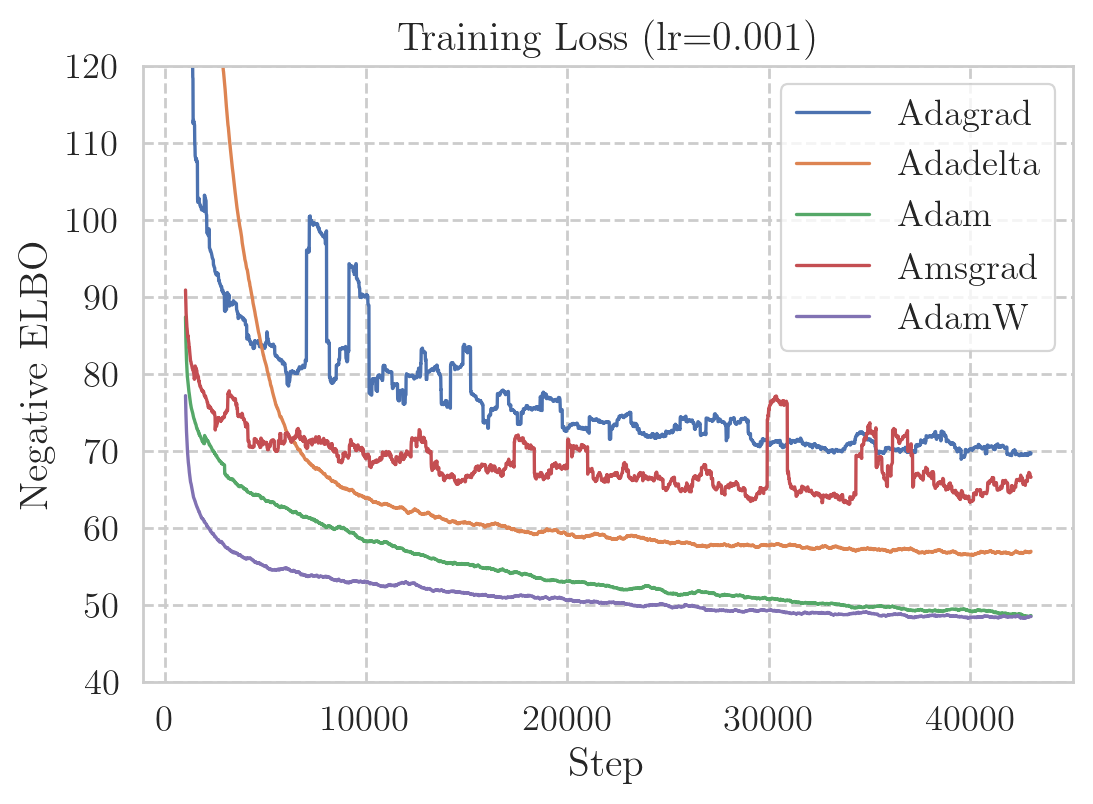 Training Loss (lr=0.001)
120
110
100
90
80
70
60
50
40
Negative ELBO
Adagrad
Adadelta
Adam
Amsgrad
AdamW
0 10000 20000 30000 40000
Step